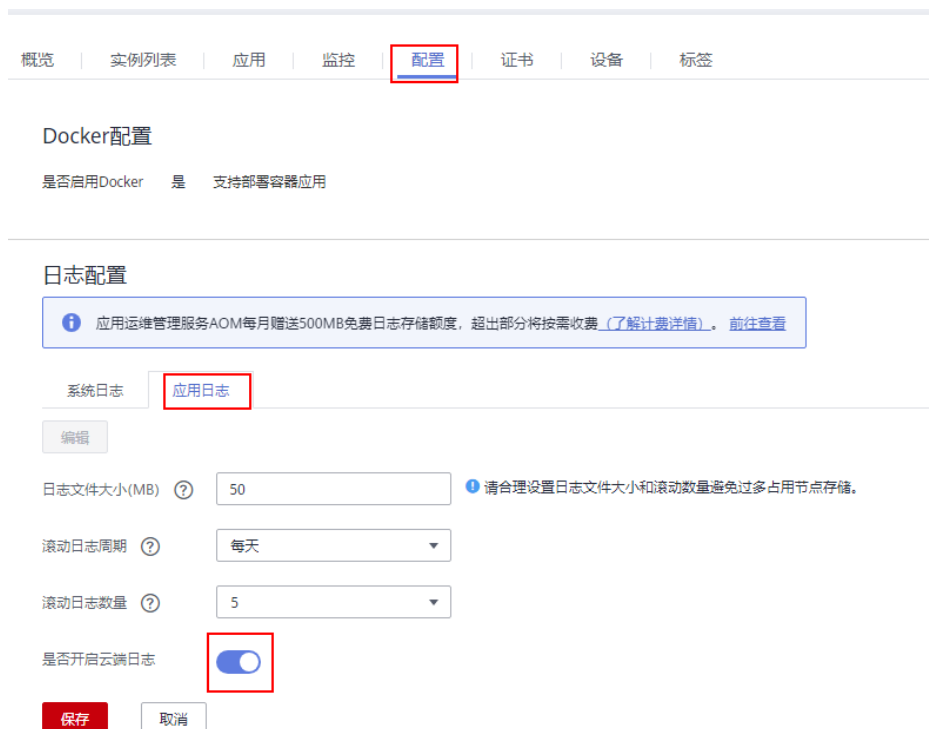 概览 实例列表 应用 监控 配置 证书 设备 标签
Docker配置
是否启用Docker 是 支持部署容器应用
日志配置
应用运维管理服务AOM每月赠送500MB免费日志存储额度，超出部分将按需收费（了解计费详情）。 前往查看
系统日志 应用日志
编辑
日志文件大小(MB) 50 请合理设置日志文件大小和滚动数量避免过多占用节点存储。
滚动日志周期 每天
滚动日志数量 5
是否开启云端日志
保存 取消